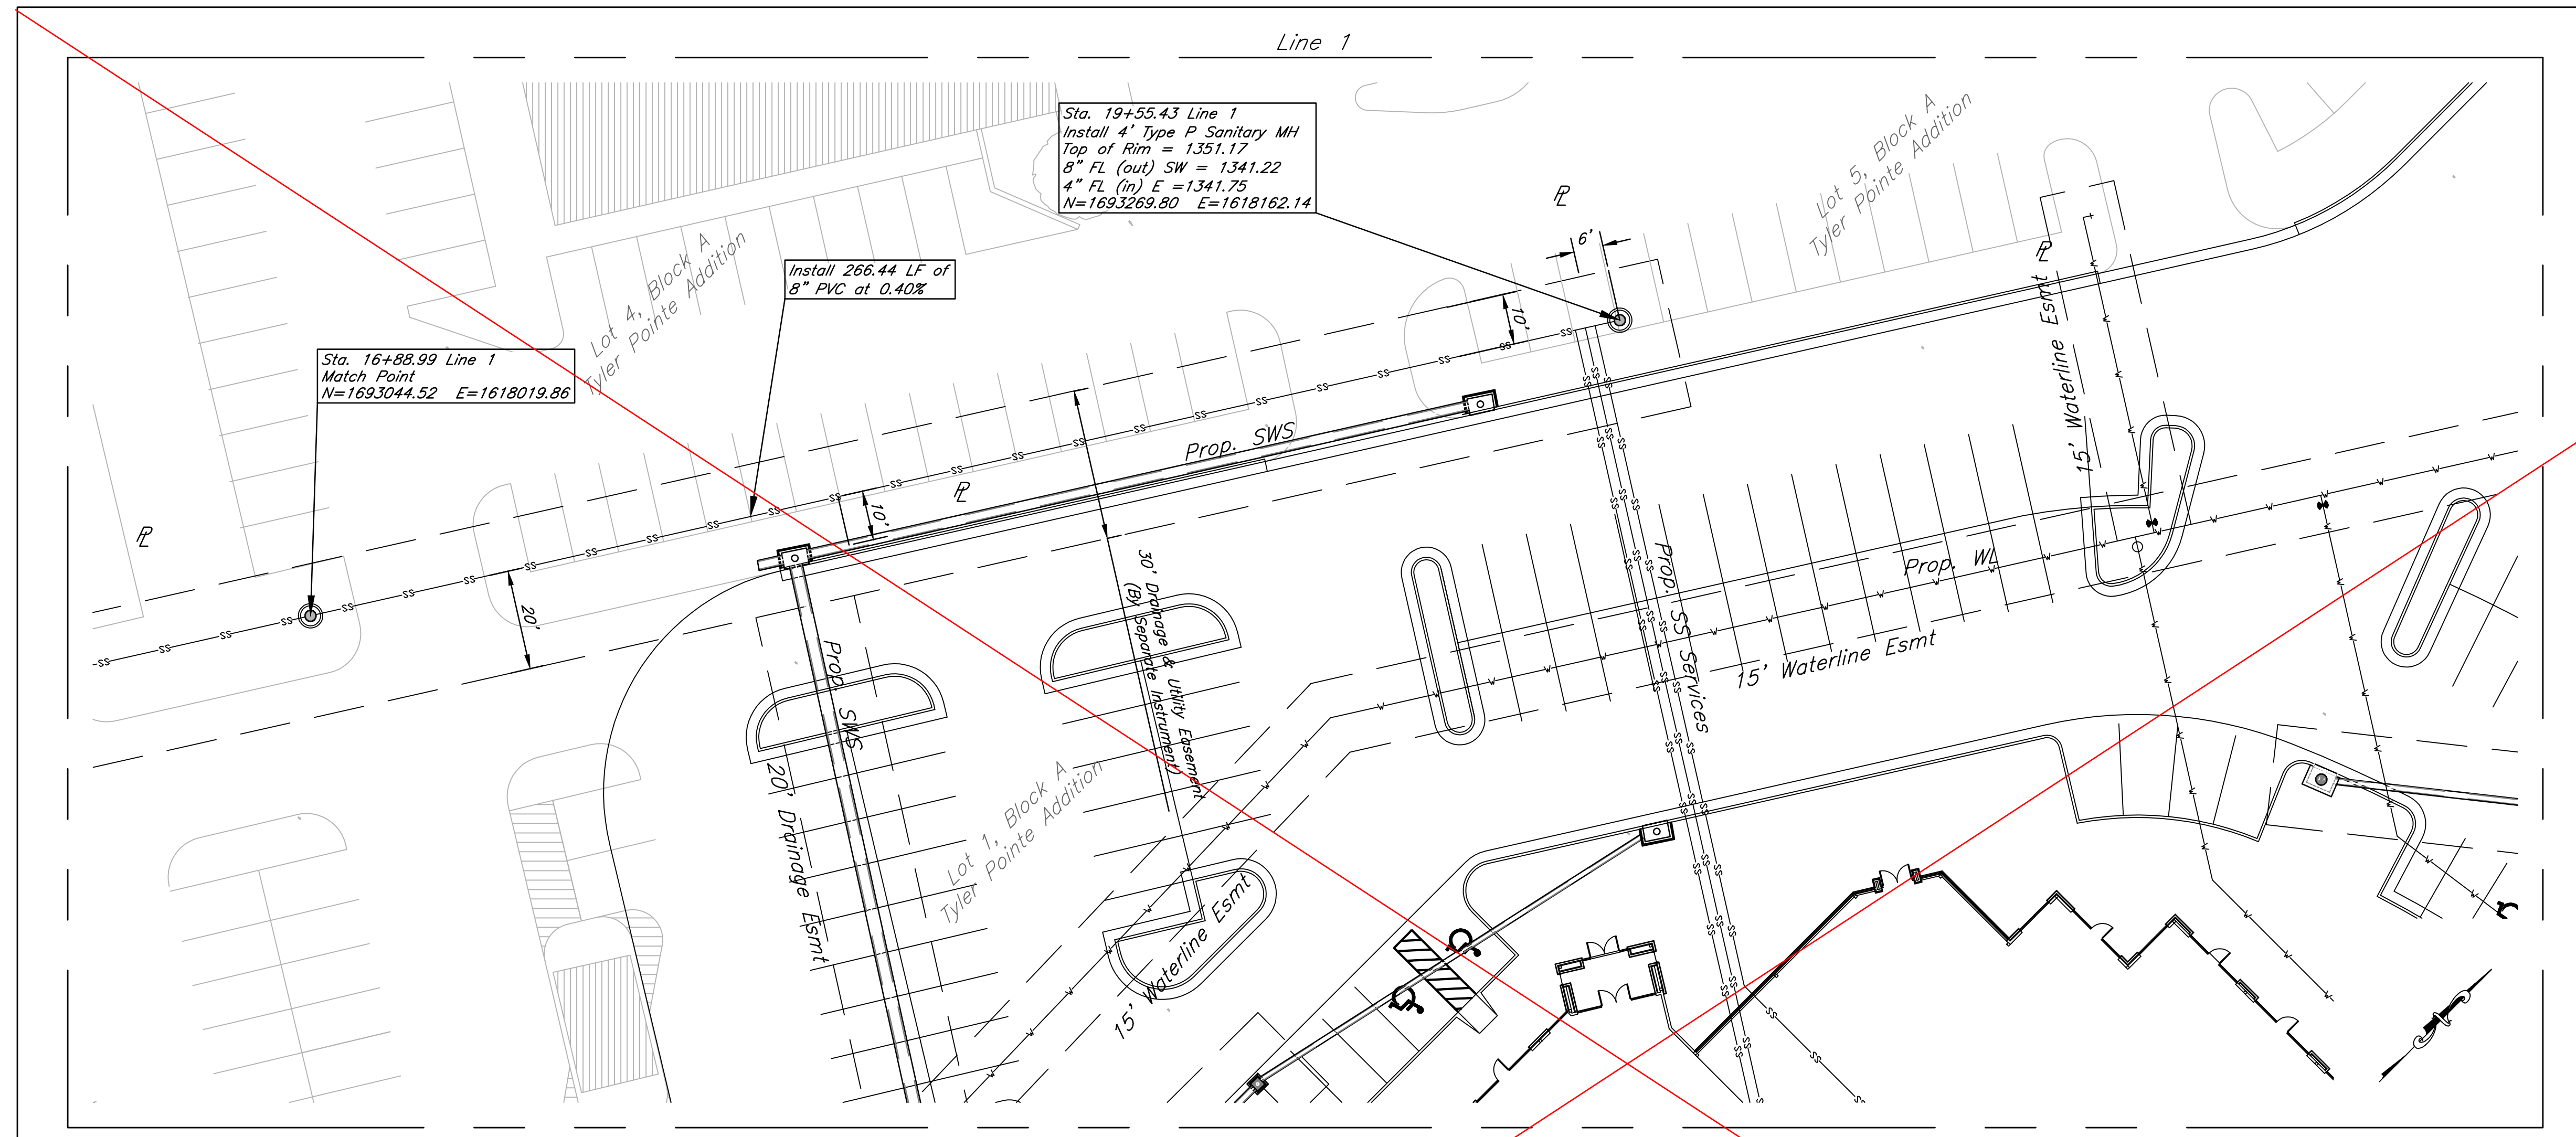 Line 1
Sta. 19+55.43 Line 1
Install 4' Type P Sanitary MH
Top of Rim = 1351.17
8" FL (out) SW = 1341.22
4" FL (in) E =1341.75
N=1693269.80 E=1618162.14
Lot 5, Block A
Tyler Pointe Addition
6'
Lot 4, Block A
Tyler Pointe Addition
Install 266.44 LF of
8" PVC at 0.40%
10'
15' Waterline Esmt
Sta. 16+88.99 Line 1
Match Point
N=1693044.52 E=1618019.86
Prop. SWS
10'
20'
30' Drainage & Utility Easement
(By Separate Instrument)
Prop. SS Services
Prop. WL
15' Waterline Esmt
Prop. SWS
20' Drainage Esmt
Lot 1, Block A
Tyler Pointe Addition
15' Waterline Esmt